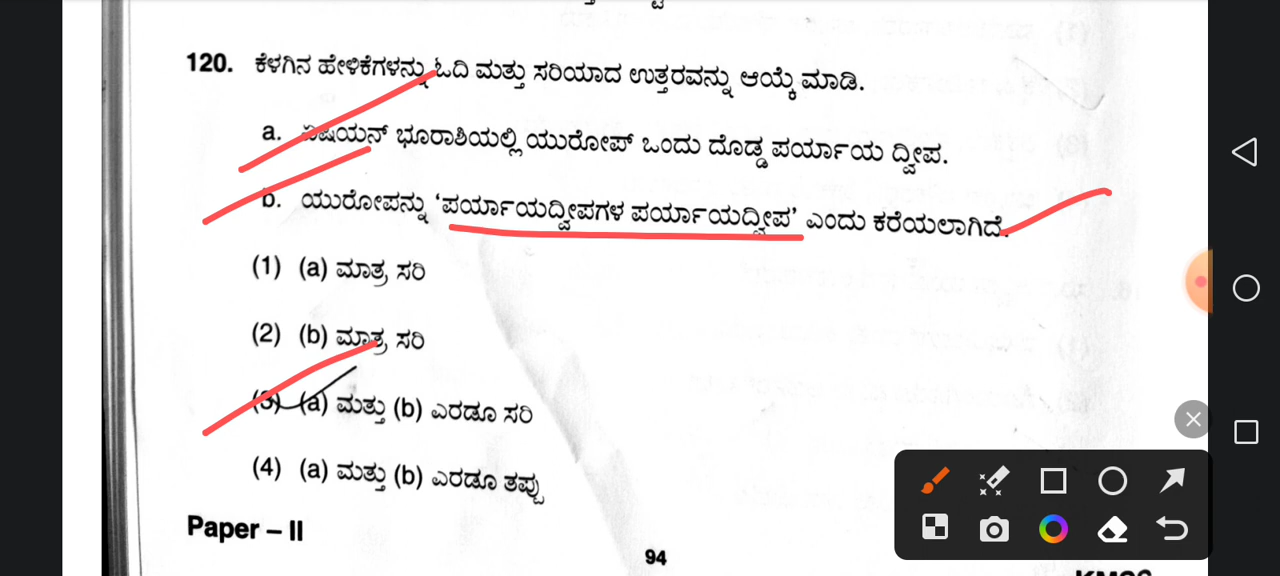 120. ಕೆಳಗಿನ ಹೇಳಿಕೆಗಳನ್ನು ಓದಿ ಮತ್ತು ಸರಿಯಾದ ಉತ್ತರವನ್ನು ಆಯ್ಕೆ ಮಾಡಿ.
a. ಏಷಿಯನ್ ಭೂರಾಶಿಯಲ್ಲಿ ಯುರೋಪ್ ಒಂದು ದೊಡ್ಡ ಪರ್ಯಾಯ ದ್ವೀಪ.
b. ಯುರೋಪನ್ನು ‘ಪರ್ಯಾಯದ್ವೀಪಗಳ ಪರ್ಯಾಯದ್ವೀಪ’ ಎಂದು ಕರೆಯಲಾಗಿದೆ.
(1) (a) ಮಾತ್ರ ಸರಿ
(2) (b) ಮಾತ್ರ ಸರಿ
(3) (a) ಮತ್ತು (b) ಎರಡೂ ಸರಿ
(4) (a) ಮತ್ತು (b) ಎರಡೂ ತಪ್ಪು
Paper – II
94